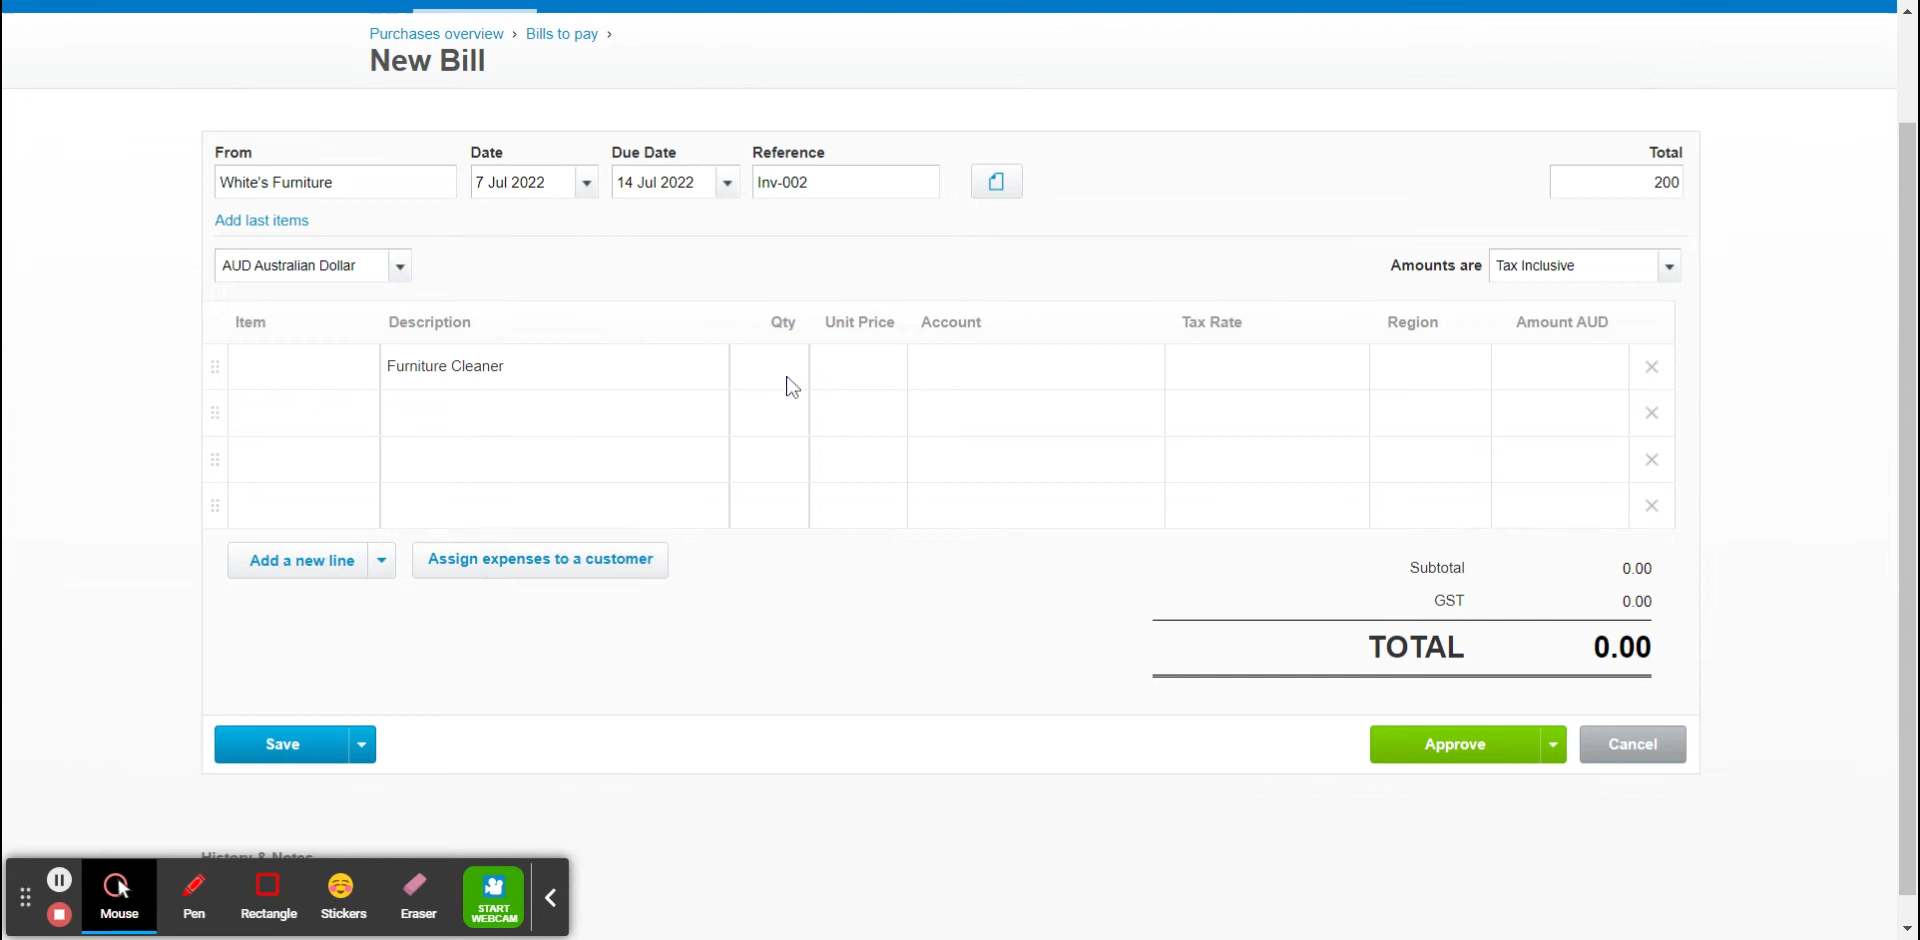 Purchases overview › Bills to pay ›
New Bill
From Date Due Date Reference Total
White's Furniture 7 Jul 2022 14 Jul 2022 Inv-002 200
Add last items
AUD Australian Dollar Amounts are Tax Inclusive
Item Description Qty Unit Price Account Tax Rate Region Amount AUD
Furniture Cleaner
Add a new line Assign expenses to a customer
Subtotal 0.00
GST 0.00
TOTAL 0.00
Save Approve Cancel
History & Notes
Mouse Pen Rectangle Stickers Eraser START
WEBCAM